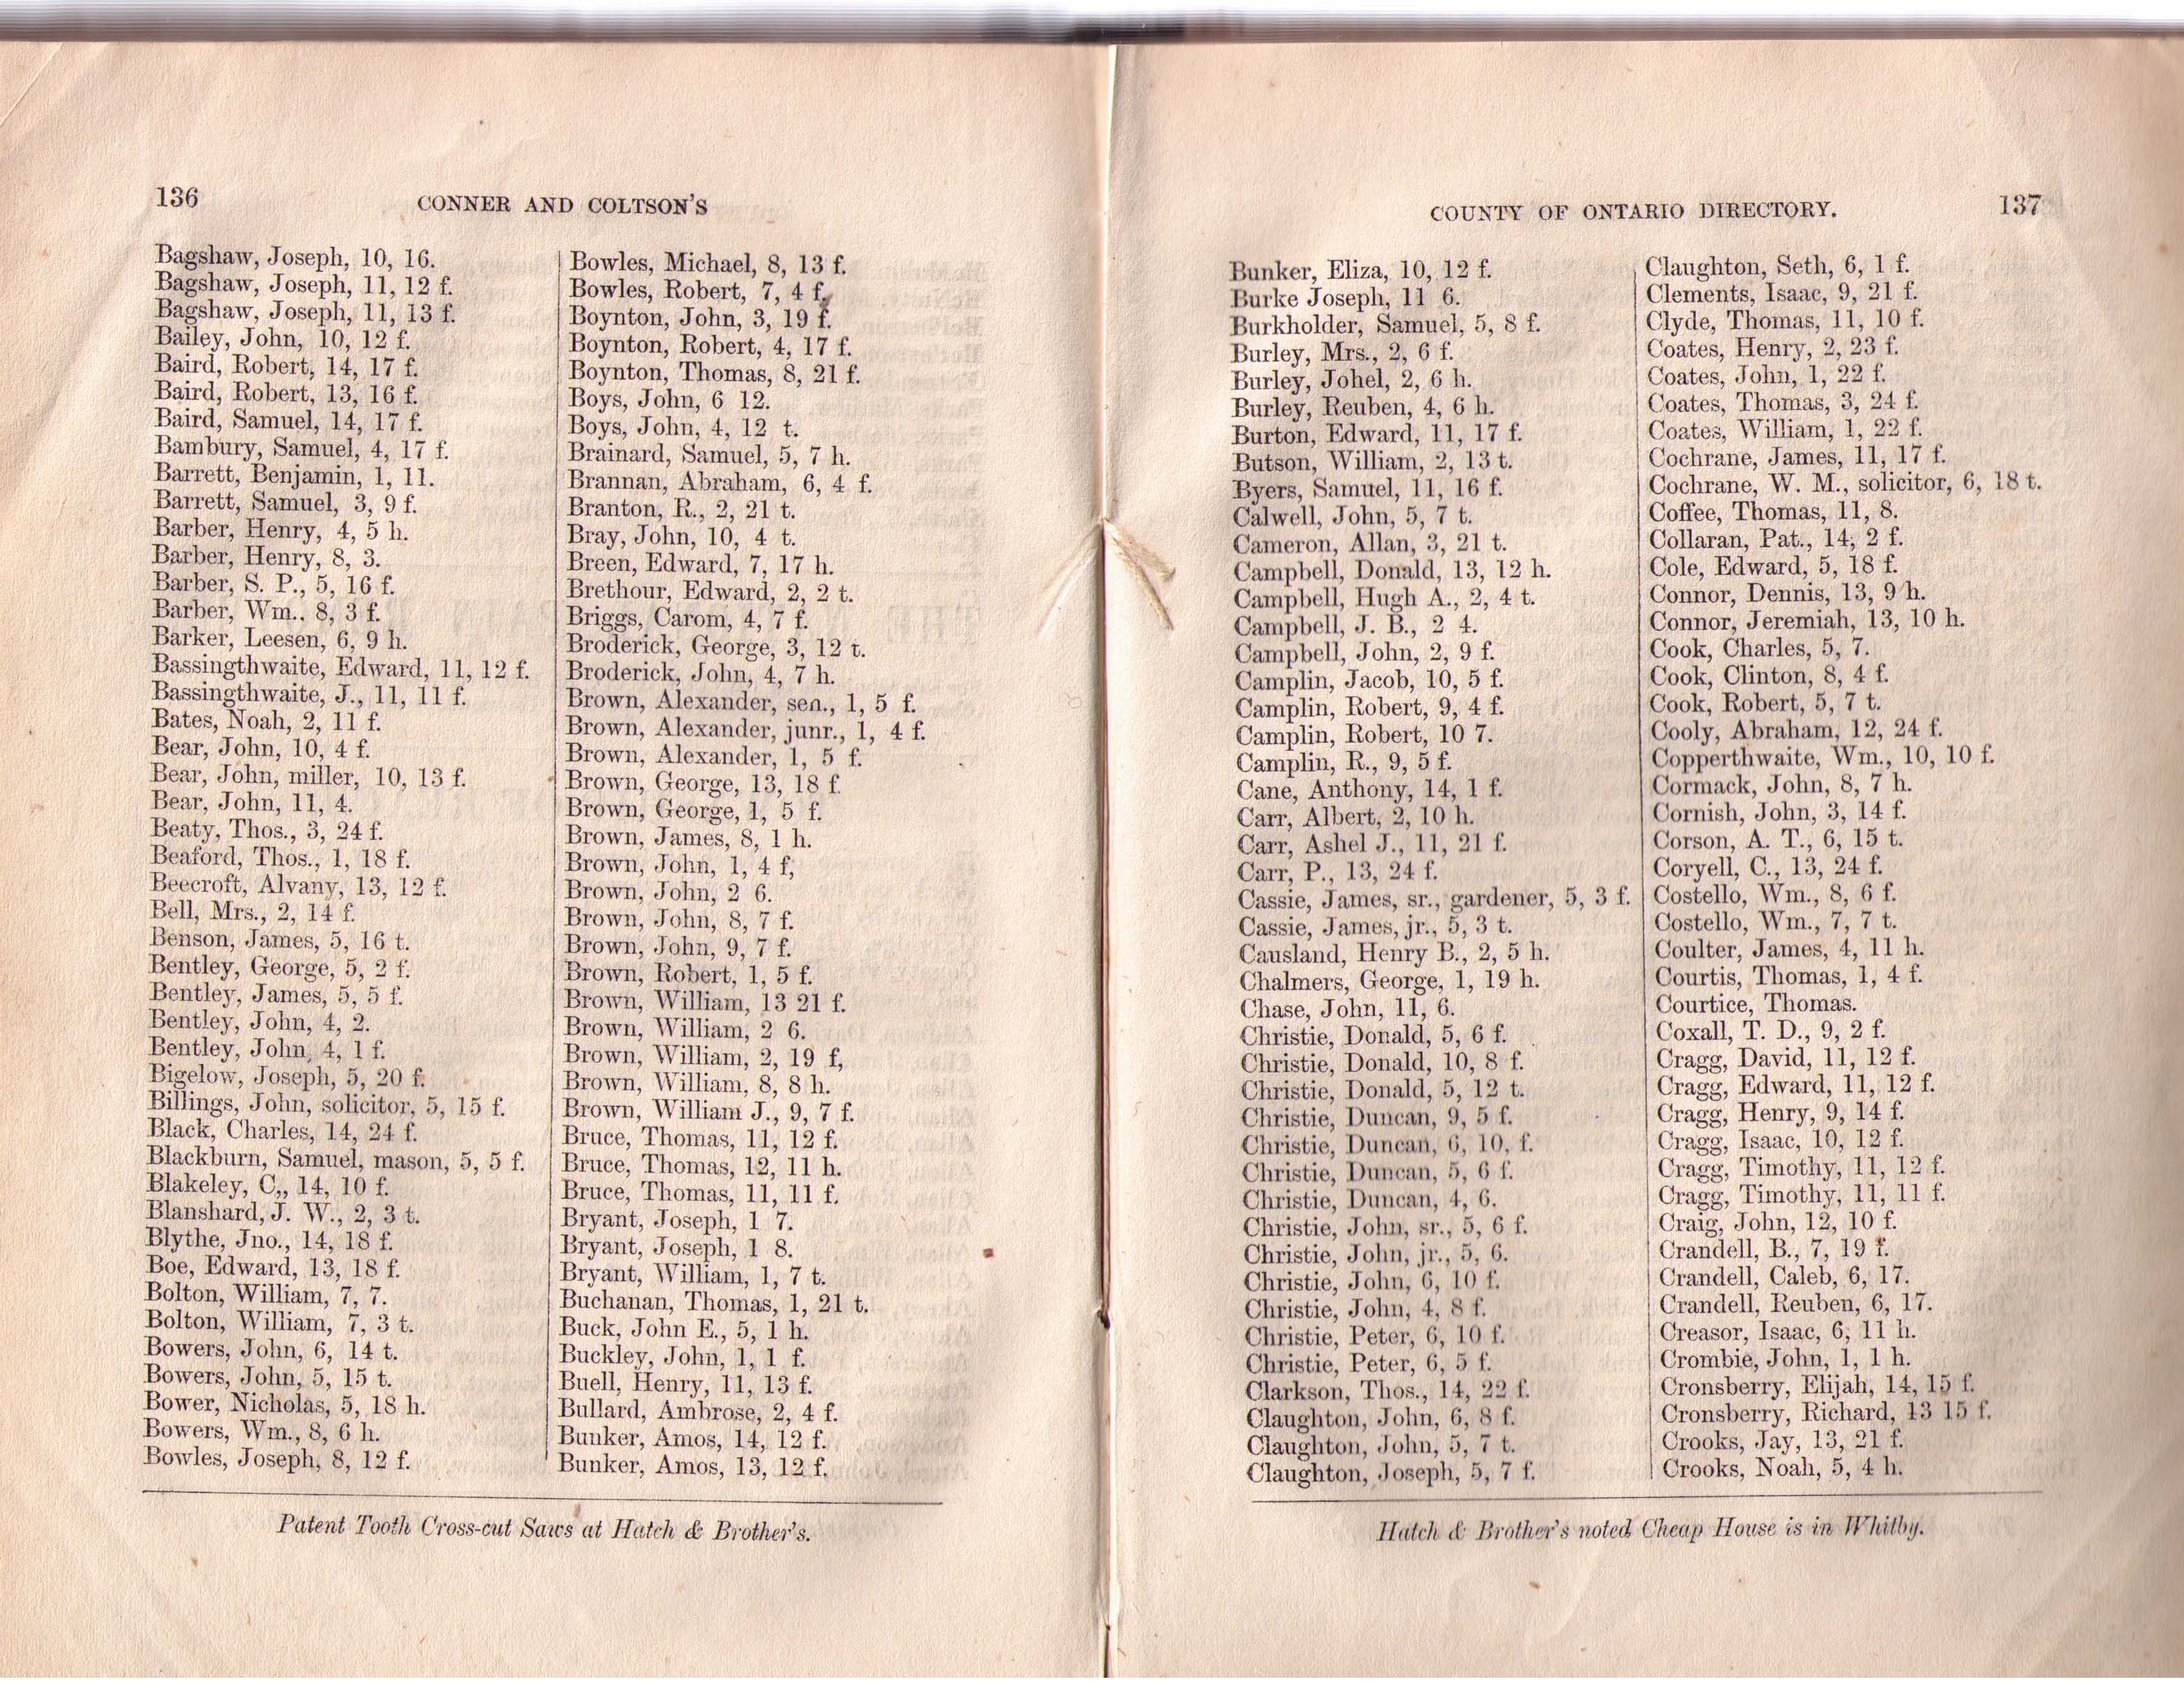 136
CONNER AND COLTSON'S
Bagshaw, Joseph, 10, 16.
Bagshaw, Joseph, 11, 12 f.
Bagshaw, Joseph, 11, 13 f.
Bailey, John, 10, 12 f.
Baird, Robert, 14, 17 f.
Baird, Robert, 13, 16 f.
Baird, Samuel, 14, 17 f.
Bambury, Samuel, 4, 17 f.
Barrett, Benjamin, 1, 11.
Barrett, Samuel, 3, 9 f.
Barber, Henry, 4, 5 h.
Barber, Henry, 8, 3.
Barber, S. P., 5, 16 f.
Barber, Wm.. 8, 3 f.
Barker, Leesen, 6, 9 h.
Bassingthwaite, Edward, 11, 12 f.
Bassingthwaite, J., 11, 11 f.
Bates, Noah, 2, 11 f.
Bear, John, 10, 4 f.
Bear, John, miller, 10, 13 f.
Bear, John, 11, 4.
Beaty, Thos., 3, 24 f.
Beaford, Thos., 1, 18 f.
Beecroft, Alvany, 13, 12 f.
Bell, Mrs., 2, 14 f.
Benson, James, 5, 16 t.
Bentley, George, 5, 2 f.
Bentley, James, 5, 5 f.
Bentley, John, 4, 2.
Bentley, John, 4, 1 f.
Bigelow, Joseph, 5, 20 f.
Billings, John, solicitor, 5, 15 f.
Black, Charles, 14, 24 f.
Blackburn, Samuel, mason, 5, 5 f.
Blakeley, C,, 14, 10 f.
Blanshard, J. W., 2, 3 t.
Blythe, Jno., 14, 18 f.
Boe, Edward, 13, 18 f.
Bolton, William, 7, 7.
Bolton, William, 7, 3 t.
Bowers, John, 6, 14 t.
Bowers, John, 5, 15 t.
Bower, Nicholas, 5, 18 h.
Bowers, Wm., 8, 6 h.
Bowles, Joseph, 8, 12 f.
Bowles, Michael, 8, 13 f.
Bowles, Robert, 7, 4 f.
Boynton, John, 3, 19 f.
Boynton, Robert, 4, 17 f.
Boynton, Thomas, 8, 21 f.
Boys, John, 6 12.
Boys, John, 4, 12 t.
Brainard, Samuel, 5, 7 h.
Brannan, Abraham, 6, 4 f.
Branton, R., 2, 21 t.
Bray, John, 10, 4 t.
Breen, Edward, 7, 17 h.
Brethour, Edward, 2, 2 t.
Briggs, Carom, 4, 7 f.
Broderick, George, 3, 12 t.
Broderick, John, 4, 7 h.
Brown, Alexander, sen., 1, 5 f.
Brown, Alexander, junr., 1, 4 f.
Brown, Alexander, 1, 5 f.
Brown, George, 13, 18 f.
Brown, George, 1, 5 f.
Brown, James, 8, 1 h.
Brown, John, 1, 4 f,
Brown, John, 2 6.
Brown, John, 8, 7 f.
Brown, John, 9, 7 f.
Brown, Robert, 1, 5 f.
Brown, William, 13 21 f.
Brown, William, 2 6.
Brown, William, 2, 19 f,
Brown, William, 8, 8 h.
Brown, William J., 9, 7 f.
Bruce, Thomas, 11, 12 f.
Bruce, Thomas, 12, 11 h.
Bruce, Thomas, 11, 11 f.
Bryant, Joseph, 1 7.
Bryant, Joseph, 1 8.
Bryant, William, 1, 7 t.
Buchanan, Thomas, 1, 21 t.
Buck, John E., 5, 1 h.
Buckley, John, 1, 1 f.
Buell, Henry, 11, 13 f.
Bullard, Ambrose, 2, 4 f.
Bunker, Amos, 14, 12 f.
Bunker, Amos, 13, 12 f.
Patent Tooth Cross-cut Saws at Hatch & Brother's.
COUNTY OF ONTARIO DIRECTORY.
137
Bunker, Eliza, 10, 12 f.
Burke Joseph, 11 6.
Burkholder, Samuel, 5, 8 f.
Burley, Mrs., 2, 6 f.
Burley, Johel, 2, 6 h.
Burley, Reuben, 4, 6 h.
Burton, Edward, 11, 17 f.
Butson, William, 2, 13 t.
Byers, Samuel, 11, 16 f.
Calwell, John, 5, 7 t.
Cameron, Allan, 3, 21 t.
Campbell, Donald, 13, 12 h.
Campbell, Hugh A., 2, 4 t.
Campbell, J. B., 2 4.
Campbell, John, 2, 9 f.
Camplin, Jacob, 10, 5 f.
Camplin, Robert, 9, 4 f.
Camplin, Robert, 10 7.
Camplin, R., 9, 5 f.
Cane, Anthony, 14, 1 f.
Carr, Albert, 2, 10 h.
Carr, Ashel J., 11, 21 f.
Carr, P., 13, 24 f.
Cassie, James, sr., gardener, 5, 3 f.
Cassie, James, jr., 5, 3 t.
Causland, Henry B., 2, 5 h.
Chalmers, George, 1, 19 h.
Chase, John, 11, 6.
Christie, Donald, 5, 6 f.
Christie, Donald, 10, 8 f.
Christie, Donald, 5, 12 t.
Christie, Duncan, 9, 5 f.
Christie, Duncan, 6, 10, f.
Christie, Duncan, 5, 6 f.
Christie, Duncan, 4, 6.
Christie, John, sr., 5, 6 f.
Christie, John, jr., 5, 6.
Christie, John, 6, 10 f.
Christie, John, 4, 8 f.
Christie, Peter, 6, 10 f.
Christie, Peter, 6, 5 f.
Clarkson, Thos., 14, 22 f.
Claughton, John, 6, 8 f.
Claughton, John, 5, 7 t.
Claughton, Joseph, 5, 7 f.
Claughton, Seth, 6, 1 f.
Clements, Isaac, 9, 21 f.
Clyde, Thomas, 11, 10 f.
Coates, Henry, 2, 23 f.
Coates, John, 1, 22 f.
Coates, Thomas, 3, 24 f.
Coates, William, 1, 22 f.
Cochrane, James, 11, 17 f.
Cochrane, W. M., solicitor, 6, 18 t.
Coffee, Thomas, 11, 8.
Collaran, Pat., 14, 2 f.
Cole, Edward, 5, 18 f.
Connor, Dennis, 13, 9 h.
Connor, Jeremiah, 13, 10 h.
Cook, Charles, 5, 7.
Cook, Clinton, 8, 4 f.
Cook, Robert, 5, 7 t.
Cooly, Abraham, 12, 24 f.
Copperthwaite, Wm., 10, 10 f.
Cormack, John, 8, 7 h.
Cornish, John, 3, 14 f.
Corson, A. T., 6, 15 t.
Coryell, C., 13, 24 f.
Costello, Wm., 8, 6 f.
Costello, Wm., 7, 7 t.
Coulter, James, 4, 11 h.
Courtis, Thomas, 1, 4 f.
Courtice, Thomas.
Coxall, T. D., 9, 2 f.
Cragg, David, 11, 12 f.
Cragg, Edward, 11, 12 f.
Cragg, Henry, 9, 14 f.
Cragg, Isaac, 10, 12 f.
Cragg, Timothy, 11, 12 f.
Cragg, Timothy, 11, 11 f.
Craig, John, 12, 10 f.
Crandell, B., 7, 19 f.
Crandell, Caleb, 6, 17.
Crandell, Reuben, 6, 17.
Creasor, Isaac, 6, 11 h.
Crombie, John, 1, 1 h.
Cronsberry, Elijah, 14, 15 f.
Cronsberry, Richard, 13 15 f.
Crooks, Jay, 13, 21 f.
Crooks, Noah, 5, 4 h.
Hatch & Brother's noted Cheap House is in Whitby.